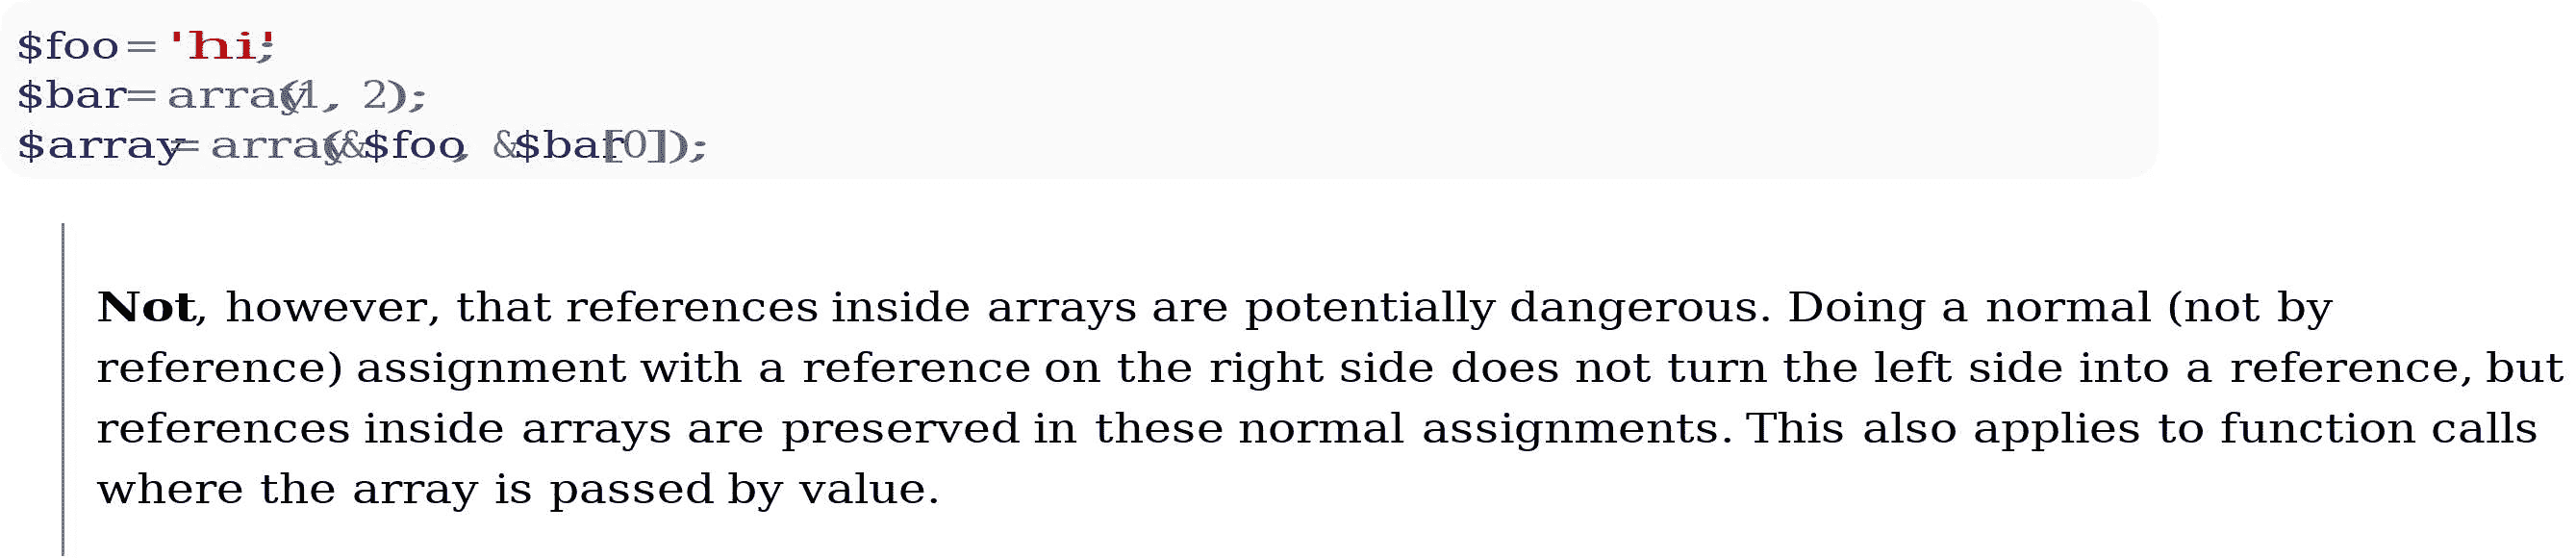 $foo = 'hi';
$bar = array(1, 2);
$array = array(&$foo, &$bar[0]);
Not, however, that references inside arrays are potentially dangerous. Doing a normal (not by
reference) assignment with a reference on the right side does not turn the left side into a reference, but
references inside arrays are preserved in these normal assignments. This also applies to function calls
where the array is passed by value.